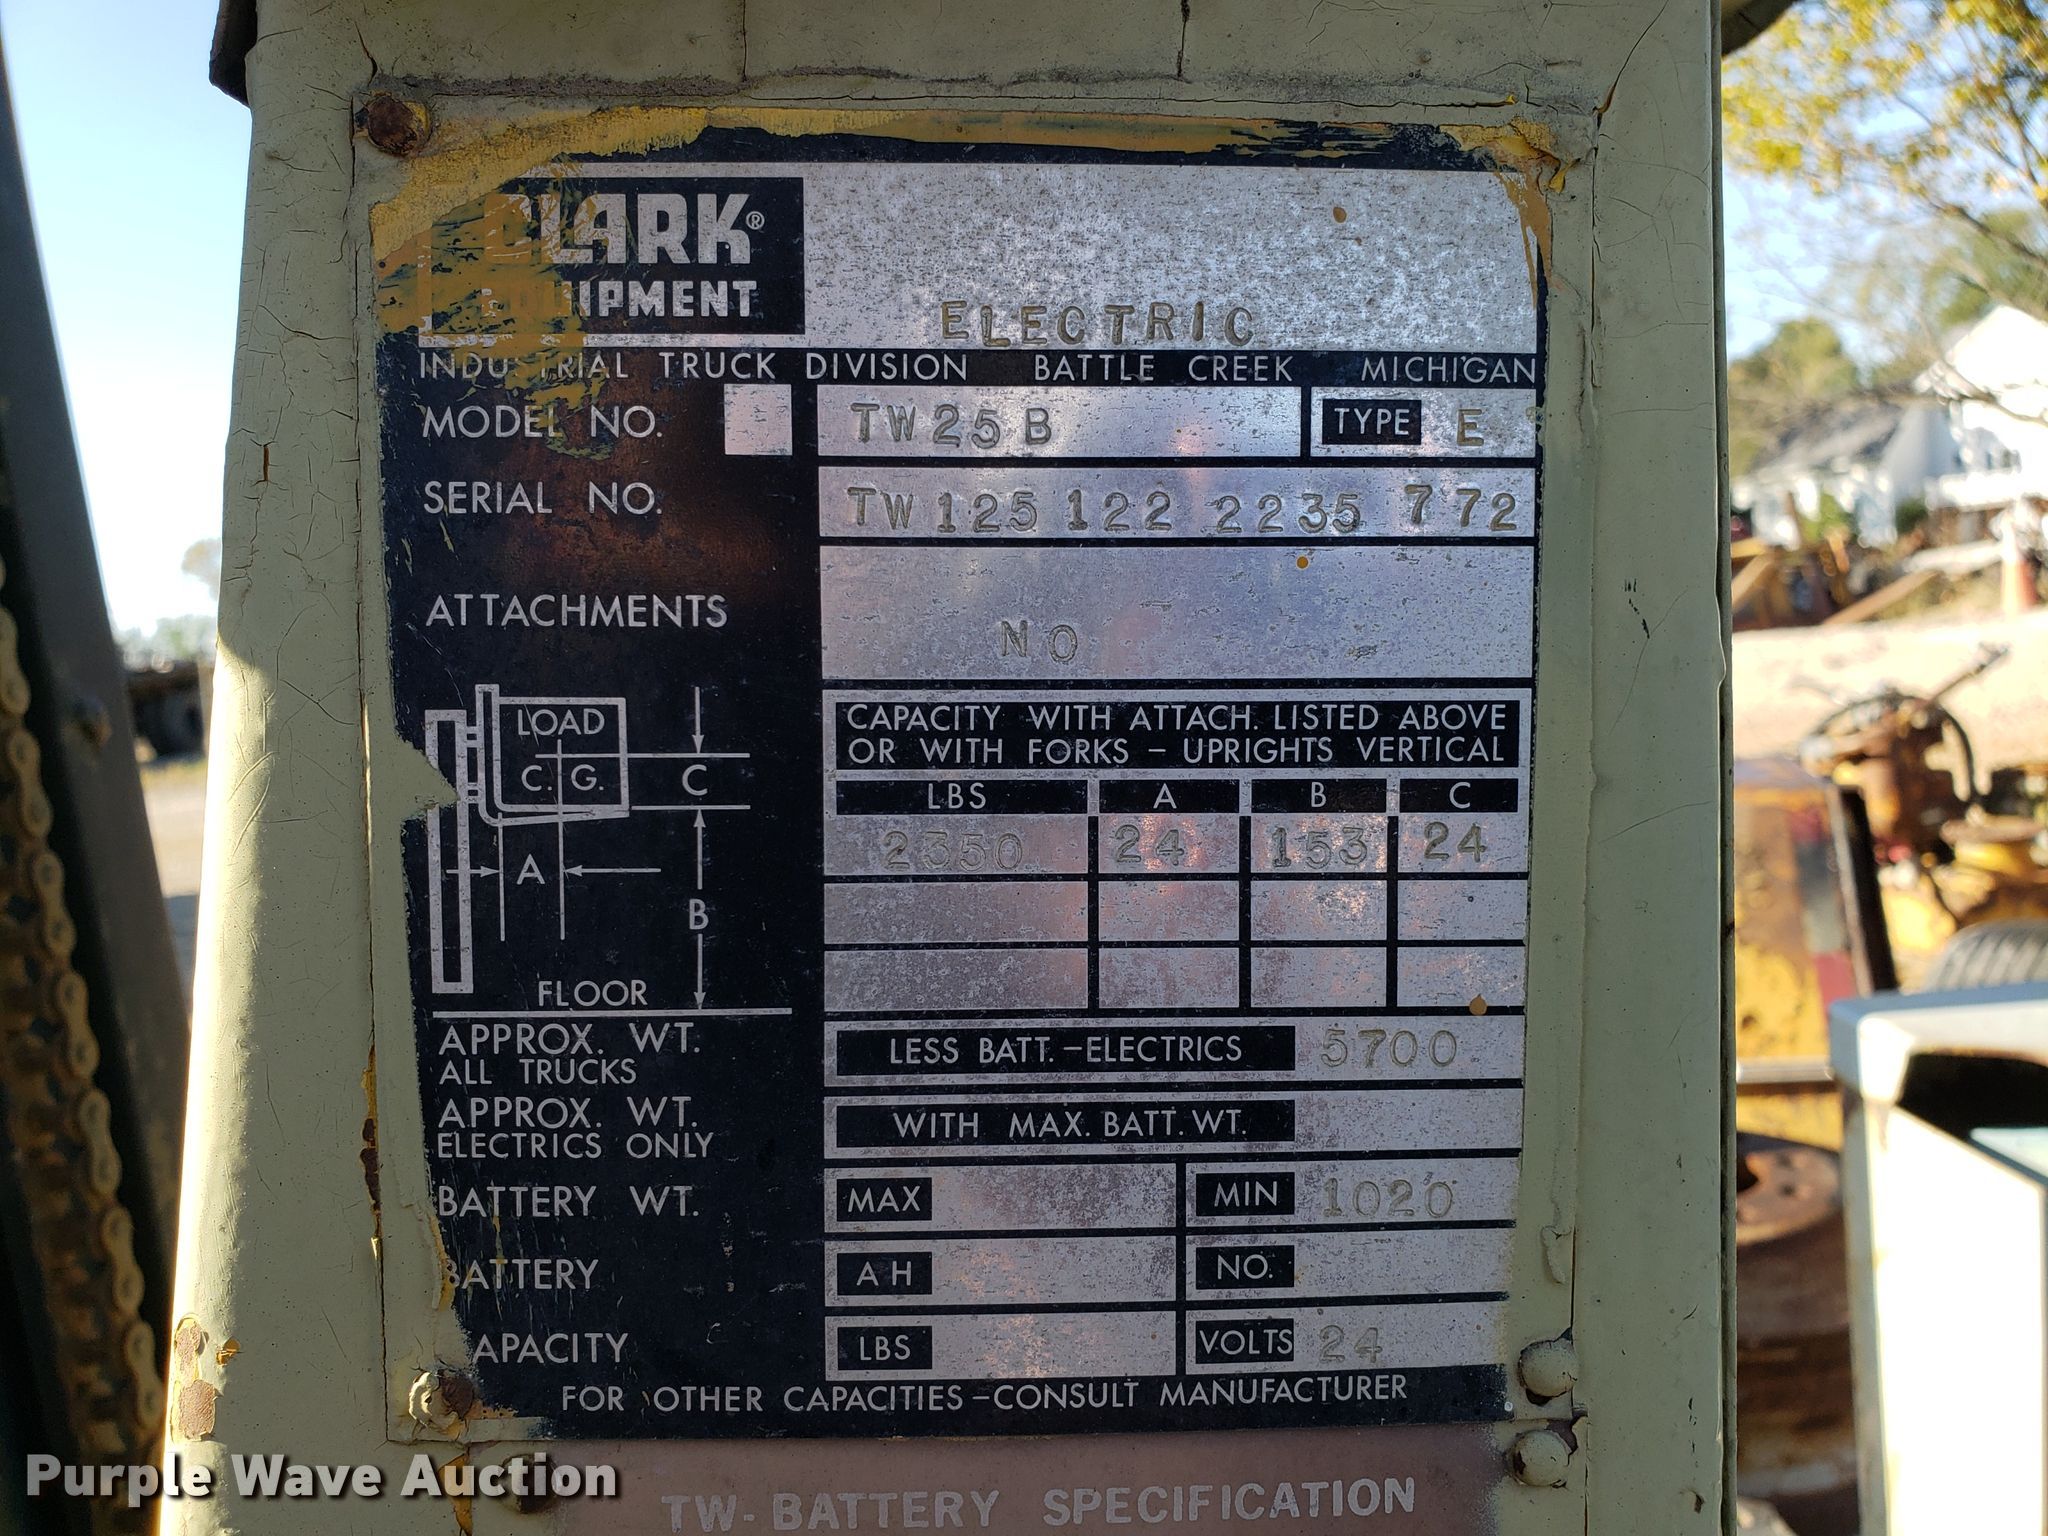 CLARK®
EQUIPMENT
ELECTRIC
INDUSTRIAL TRUCK DIVISION BATTLE CREEK MICHIGAN
MODEL NO. TW25B TYPE E
SERIAL NO. TW125 122 2235 772
ATTACHMENTS NO
LOAD
C. G.
C
A
B
FLOOR
CAPACITY WITH ATTACH. LISTED ABOVE
OR WITH FORKS – UPRIGHTS VERTICAL
LBS A B C
2350 24 153 24
APPROX. WT. LESS BATT. – ELECTRICS 5700
ALL TRUCKS
APPROX. WT. WITH MAX. BATT. WT.
ELECTRICS ONLY
BATTERY WT. MAX MIN 1020
BATTERY AH NO.
APACITY LBS VOLTS 24
FOR OTHER CAPACITIES – CONSULT MANUFACTURER
TW-BATTERY SPECIFICATION
Purple Wave Auction